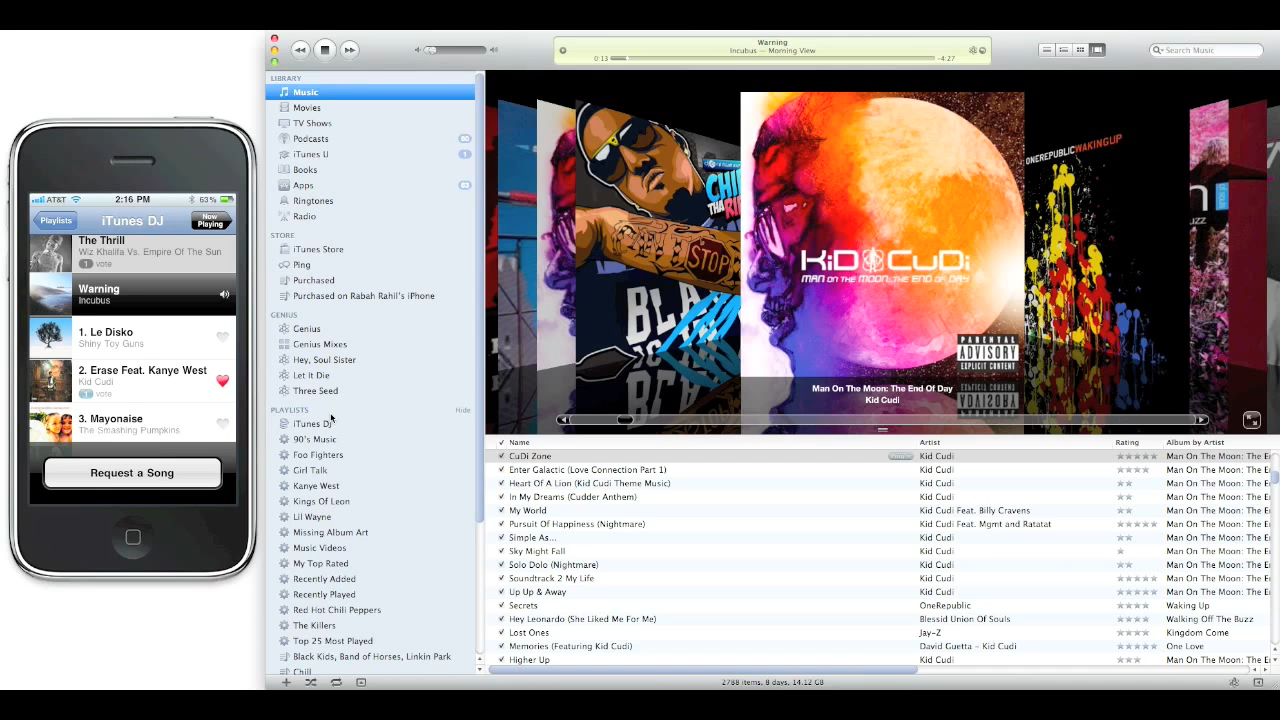 AT&T 2:16 PM 63%
Playlists
iTunes DJ
Now Playing
The Thrill
Wiz Khalifa Vs. Empire Of The Sun
1 vote
Warning
Incubus
1. Le Disko
Shiny Toy Guns
2. Erase Feat. Kanye West
Kid Cudi
1 vote
3. Mayonaise
The Smashing Pumpkins
Request a Song
Warning
Incubus — Morning View
0:13
-4:27
Search Music
LIBRARY
Music
Movies
TV Shows
Podcasts
iTunes U 1
Books
Apps
Ringtones
Radio
STORE
iTunes Store
Ping
Purchased
Purchased on Rabah Rahil's iPhone
GENIUS
Genius
Genius Mixes
Hey, Soul Sister
Let It Die
Three Seed
PLAYLISTS Hide
iTunes DJ
90's Music
Foo Fighters
Girl Talk
Kanye West
Kings Of Leon
Lil Wayne
Missing Album Art
Music Videos
My Top Rated
Recently Added
Recently Played
Red Hot Chili Peppers
The Killers
Top 25 Most Played
Black Kids, Band of Horses, Linkin Park
Chill
STOP
KiD CuDi
MAN ON THE MOON: THE END OF DAY
PARENTAL
ADVISORY
EXPLICIT CONTENT
ONEREPUBLIC WAKING UP
Man On The Moon: The End Of Day
Kid Cudi
Name Artist Rating Album by Artist
CuDi Zone Kid Cudi Man On The Moon: The E
Enter Galactic (Love Connection Part 1) Kid Cudi Man On The Moon: The E
Heart Of A Lion (Kid Cudi Theme Music) Kid Cudi Man On The Moon: The E
In My Dreams (Cudder Anthem) Kid Cudi Man On The Moon: The E
My World Kid Cudi Feat. Billy Cravens Man On The Moon: The E
Pursuit Of Happiness (Nightmare) Kid Cudi Feat. Mgmt and Ratatat Man On The Moon: The E
Simple As... Kid Cudi Man On The Moon: The E
Sky Might Fall Kid Cudi Man On The Moon: The E
Solo Dolo (Nightmare) Kid Cudi Man On The Moon: The E
Soundtrack 2 My Life Kid Cudi Man On The Moon: The E
Up Up & Away Kid Cudi Man On The Moon: The E
Secrets OneRepublic Waking Up
Hey Leonardo (She Liked Me For Me) Blessid Union Of Souls Walking Off The Buzz
Lost Ones Jay-Z Kingdom Come
Memories (Featuring Kid Cudi) David Guetta - Kid Cudi One Love
Higher Up Kid Cudi Man On The Moon: The E
2788 items, 8 days, 14.12 GB